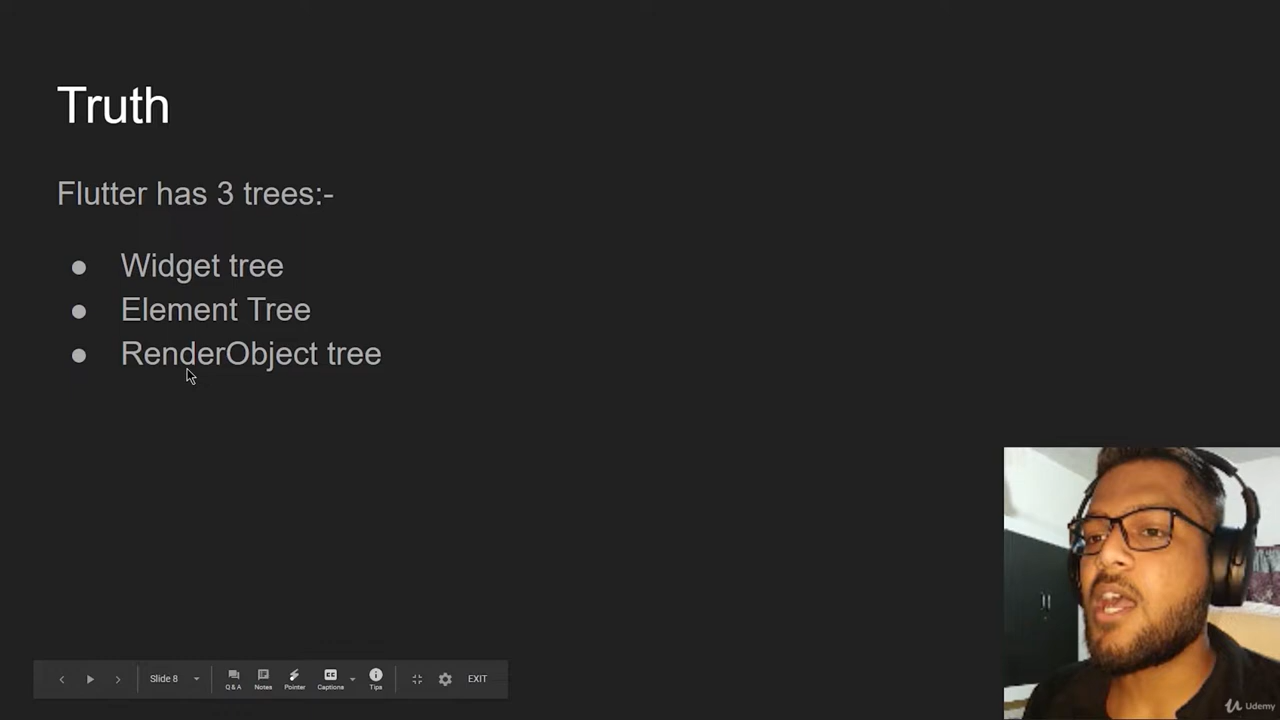 Truth
Flutter has 3 trees:-
● Widget tree
● Element Tree
● RenderObject tree
Slide 8
Q & A
Notes
Pointer
CC
Captions
Tips
EXIT
Udemy